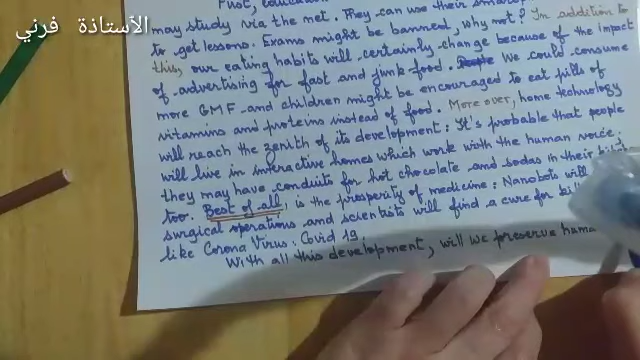 الأستاذة فرني
First, education
may study via the net. They can use their smart
to get lessons. Exams might be banned, why not? In addition to
this, our eating habits will certainly change because of the impact
of advertising for fast and junk food. We could consume
more GMF and children might be encouraged to eat pills of
vitamins and proteins instead of food. More over, home technology
will reach the zenith of its development: It's probable that people
will live in interactive homes which work with the human voice;
they may have conduits for hot chocolate and sodas in their
too. Best of all, is the prosperity of medicine: Nanobots will
surgical operations and scientists will find a cure for
like Corona Virus, Covid 19
With all this development, will we preserve